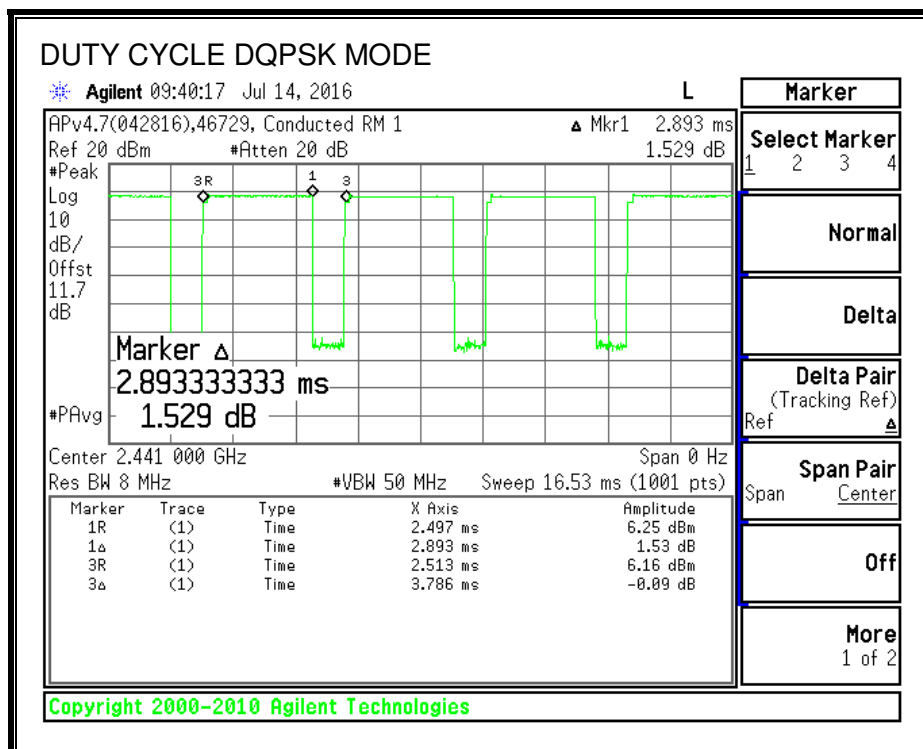 DUTY CYCLE DQPSK MODE
Agilent 09:40:17 Jul 14, 2016 L
APv4.7(042816),46729, Conducted RM 1 Δ Mkr1 2.893 ms
Ref 20 dBm #Atten 20 dB 1.529 dB
#Peak
Log
10
dB/
Offst
11.7
dB
3R 1 3
Marker Δ
2.893333333 ms
1.529 dB
#PAvg
Center 2.441 000 GHz Span 0 Hz
Res BW 8 MHz #VBW 50 MHz Sweep 16.53 ms (1001 pts)
Marker Trace Type X Axis Amplitude
1R (1) Time 2.497 ms 6.25 dBm
1Δ (1) Time 2.893 ms 1.53 dB
3R (1) Time 2.513 ms 6.16 dBm
3Δ (1) Time 3.786 ms -0.09 dB
Marker
Select Marker
1 2 3 4
Normal
Delta
Delta Pair
(Tracking Ref)
Ref Δ
Span Pair
Span Center
Off
More
1 of 2
Copyright 2000-2010 Agilent Technologies